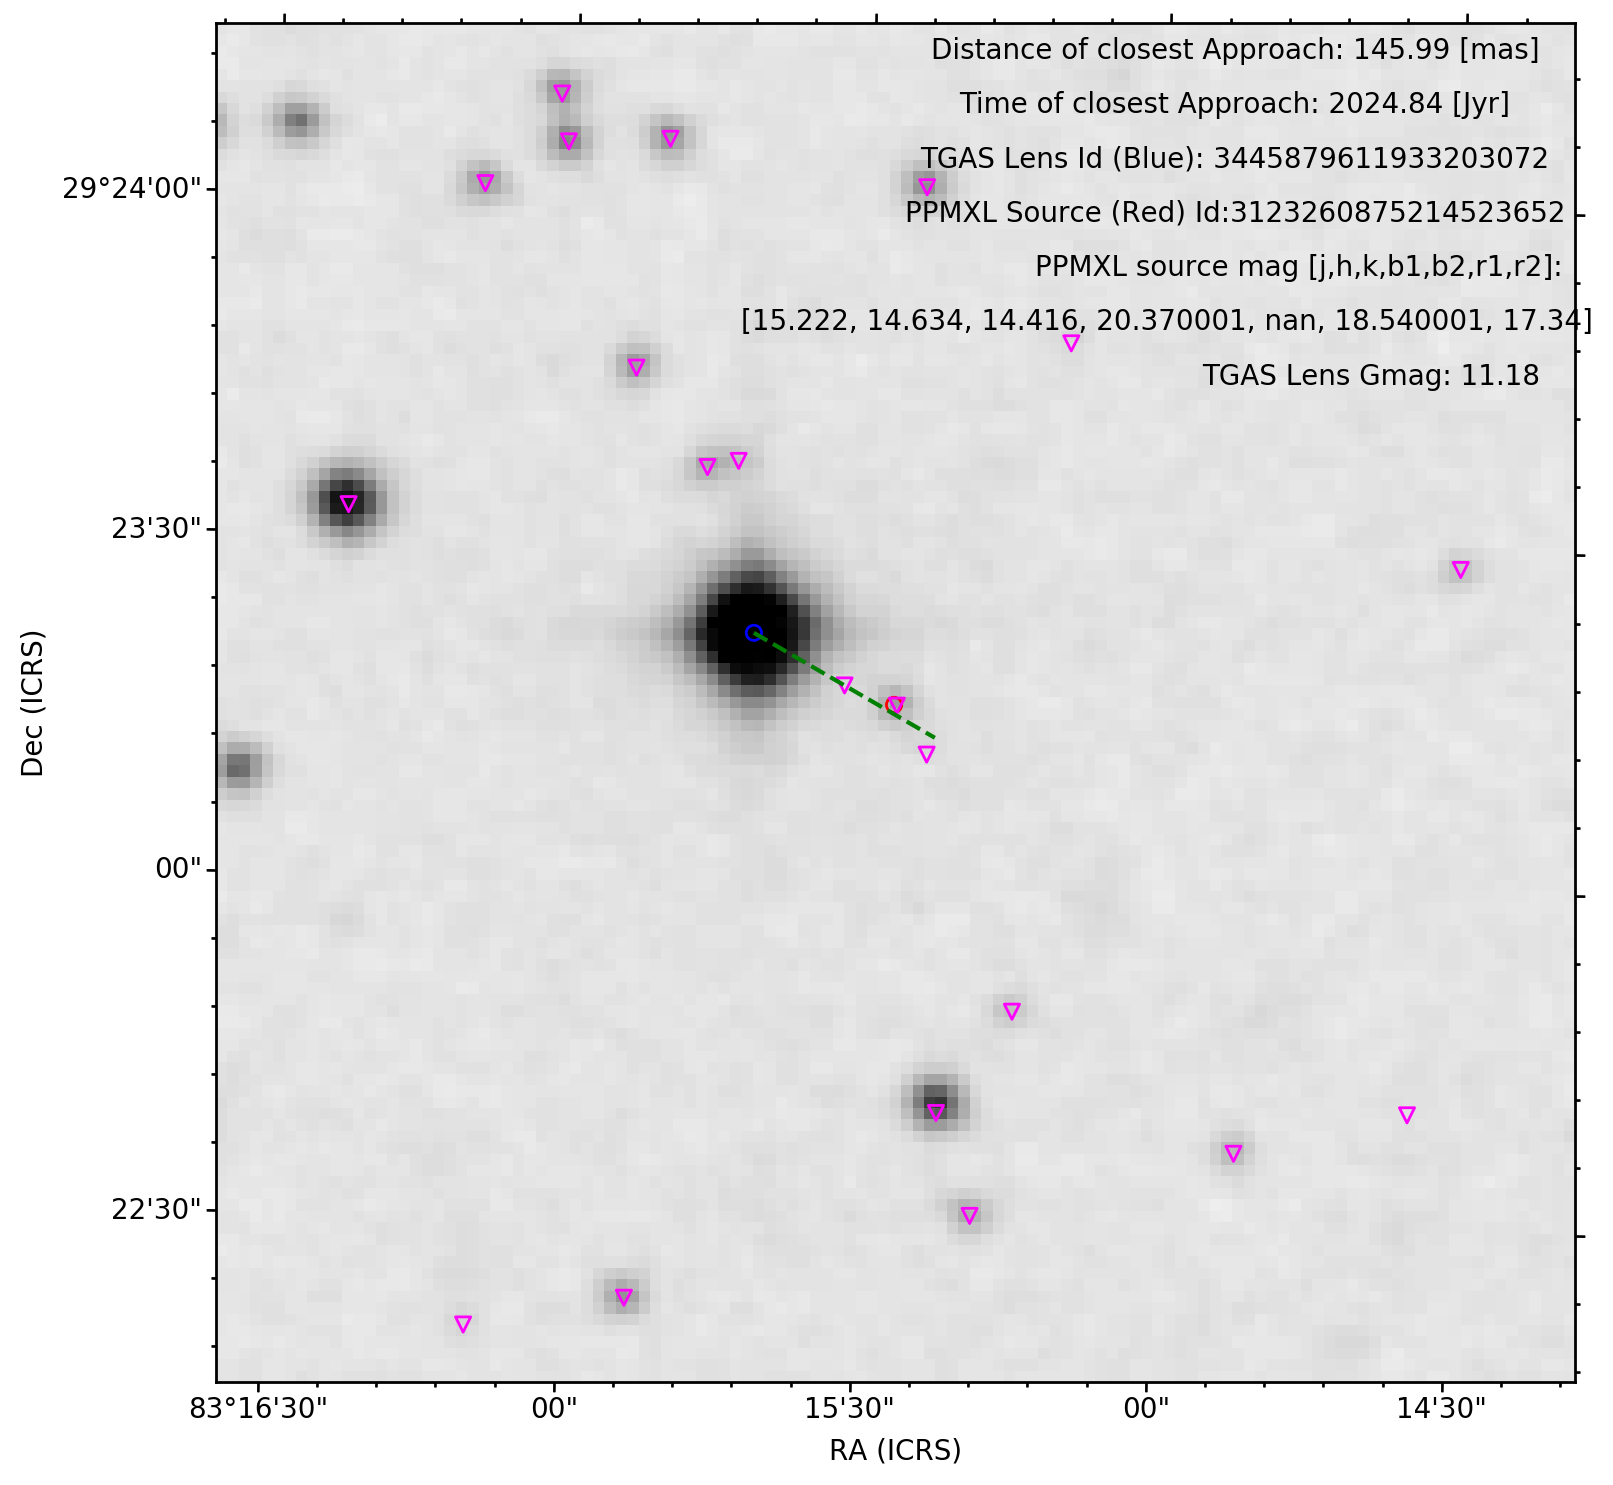 Distance of closest Approach: 145.99 [mas]
Time of closest Approach: 2024.84 [Jyr]
TGAS Lens Id (Blue): 3445879611933203072
PPMXL Source (Red) Id:3123260875214523652
PPMXL source mag [j,h,k,b1,b2,r1,r2]:
[15.222, 14.634, 14.416, 20.370001, nan, 18.540001, 17.34]
TGAS Lens Gmag: 11.18
29°24'00"
23'30"
00"
22'30"
Dec (ICRS)
83°16'30"
00"
15'30"
00"
14'30"
RA (ICRS)